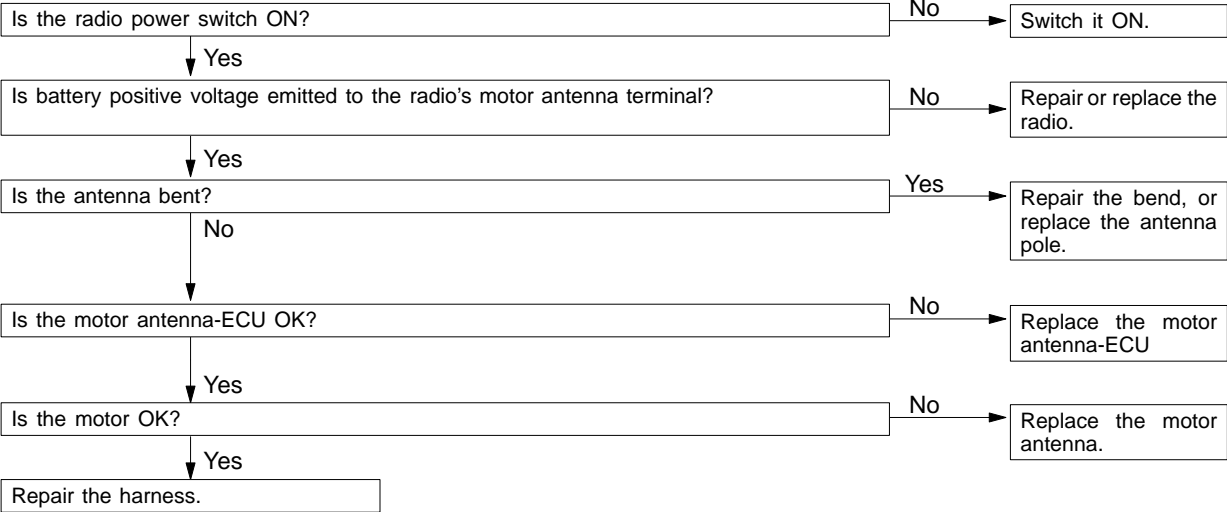 Is the radio power switch ON?
No
Switch it ON.
Yes
Is battery positive voltage emitted to the radio's motor antenna terminal?
No
Repair or replace the
radio.
Yes
Is the antenna bent?
Yes
Repair the bend, or
replace the antenna
pole.
No
Is the motor antenna-ECU OK?
No
Replace the motor
antenna-ECU
Yes
Is the motor OK?
No
Replace the motor
antenna.
Yes
Repair the harness.